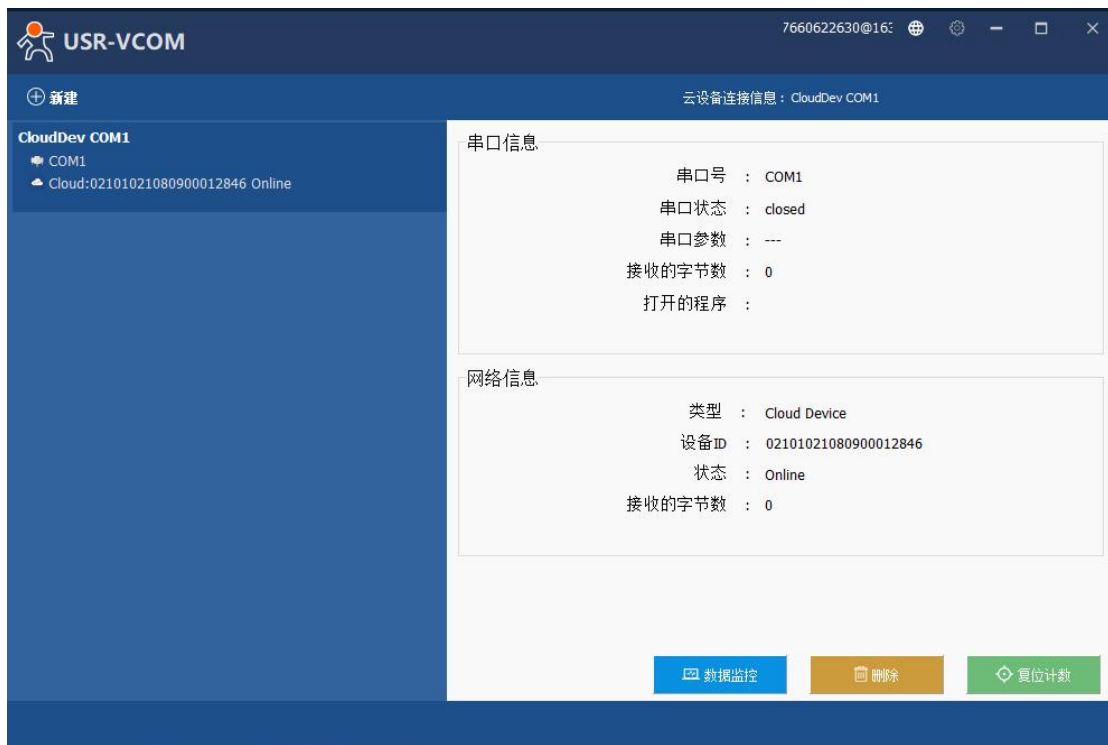 USR-VCOM
7660622630@163
新建
云设备连接信息：CloudDev COM1
CloudDev COM1
COM1
Cloud:02101021080900012846 Online
串口信息
串口号 : COM1
串口状态 : closed
串口参数 : ---
接收的字节数 : 0
打开的程序 :
网络信息
类型 : Cloud Device
设备ID : 02101021080900012846
状态 : Online
接收的字节数 : 0
数据监控
删除
复位计数